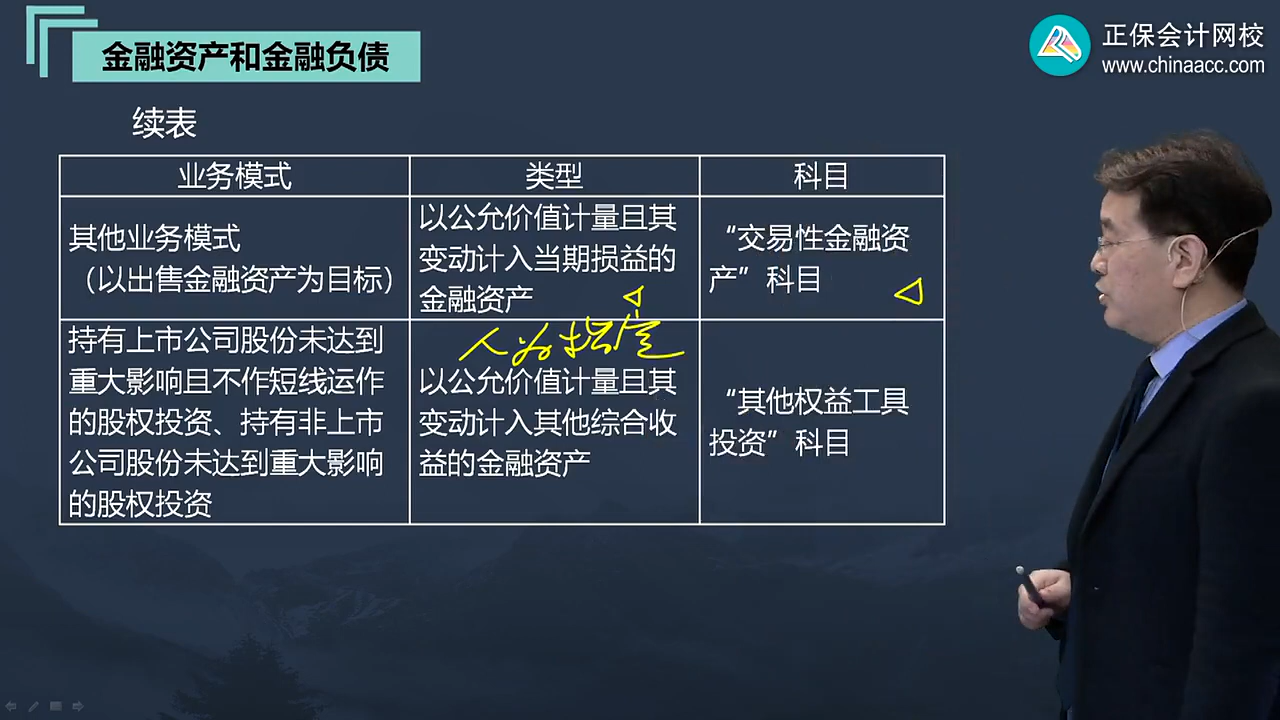 金融资产和金融负债
正保会计网校
www.chinaacc.com
续表
业务模式
类型
科目
其他业务模式
（以出售金融资产为目标）
以公允价值计量且其
变动计入当期损益的
金融资产
“交易性金融资
产”科目
持有上市公司股份未达到
重大影响且不作短线运作
的股权投资、持有非上市
公司股份未达到重大影响
的股权投资
人为指定
以公允价值计量且其
变动计入其他综合收
益的金融资产
“其他权益工具
投资”科目